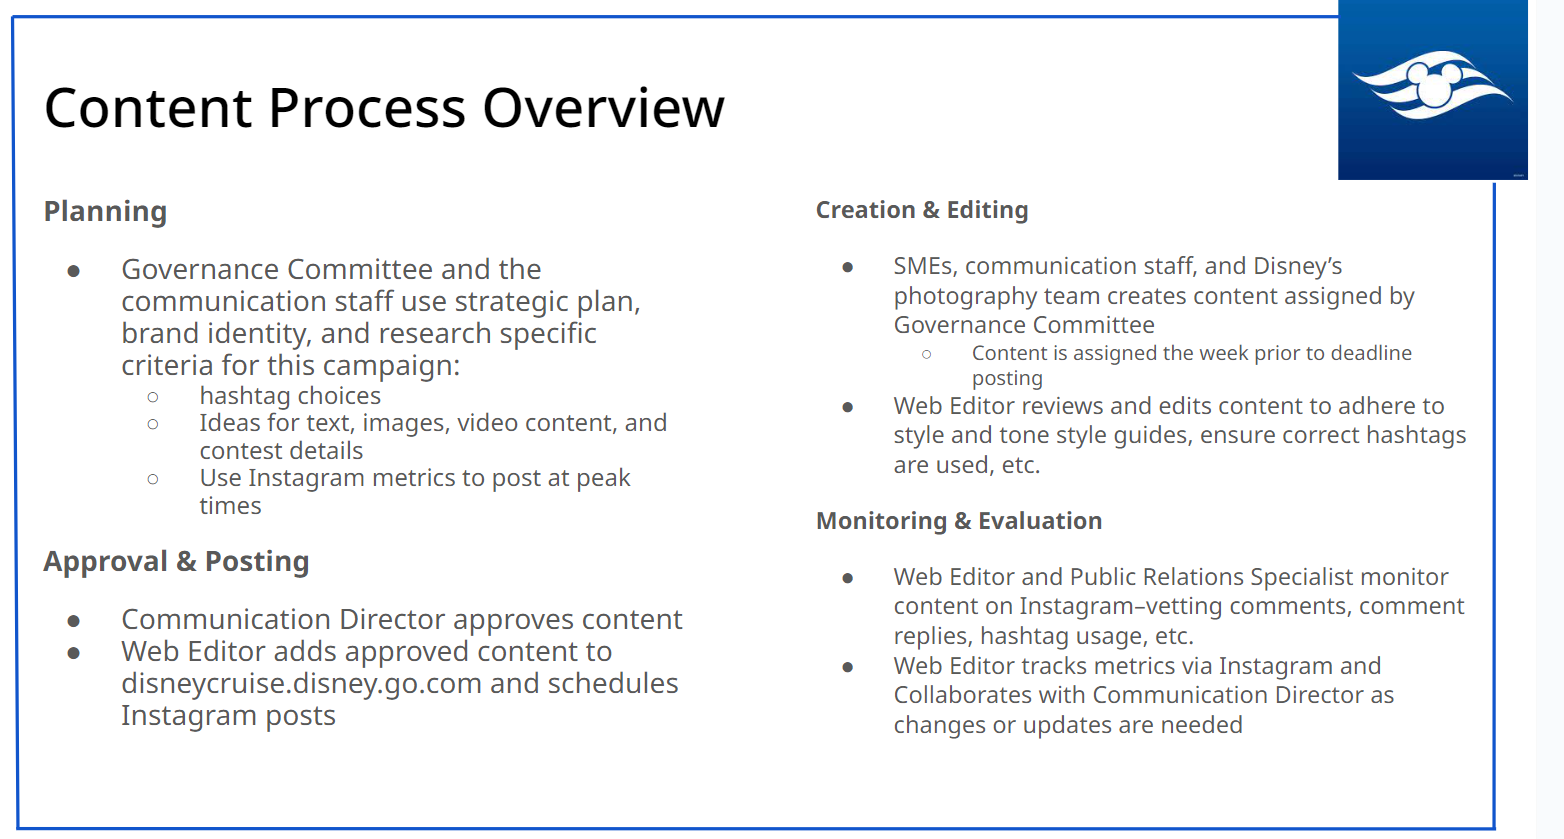 Content Process Overview
Planning
● Governance Committee and the
communication staff use strategic plan,
brand identity, and research specific
criteria for this campaign:
○ hashtag choices
○ Ideas for text, images, video content, and
contest details
○ Use Instagram metrics to post at peak
times
Approval & Posting
● Communication Director approves content
● Web Editor adds approved content to
disneycruise.disney.go.com and schedules
Instagram posts
Creation & Editing
● SMEs, communication staff, and Disney’s
photography team creates content assigned by
Governance Committee
○ Content is assigned the week prior to deadline
posting
● Web Editor reviews and edits content to adhere to
style and tone style guides, ensure correct hashtags
are used, etc.
Monitoring & Evaluation
● Web Editor and Public Relations Specialist monitor
content on Instagram–vetting comments, comment
replies, hashtag usage, etc.
● Web Editor tracks metrics via Instagram and
Collaborates with Communication Director as
changes or updates are needed